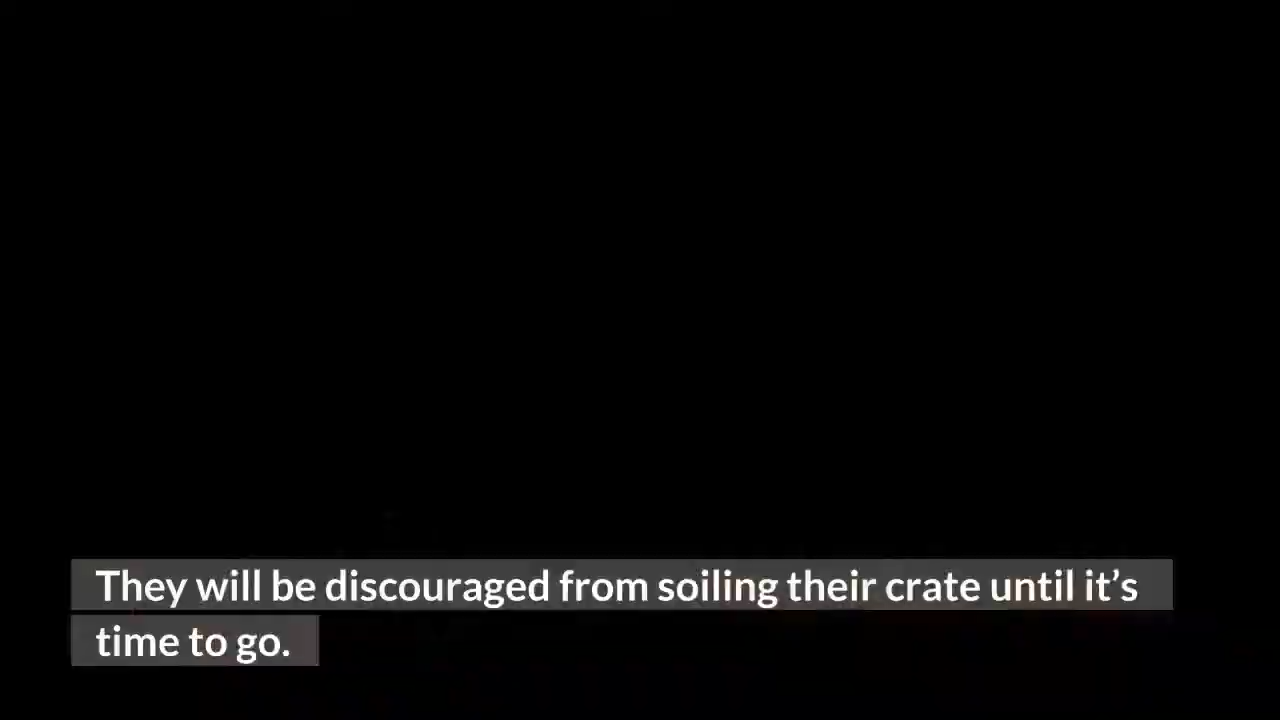 They will be discouraged from soiling their crate until it’s
time to go.